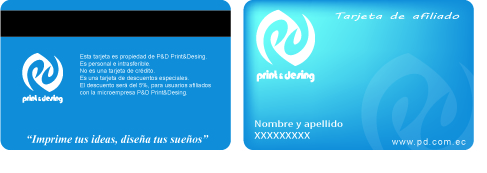 Esta tarjeta es propiedad de P&D Print&Desing.
Es personal e intrasferible.
No es una tarjeta de crédito.
Es una tarjeta de descuentos especiales.
El descuento será del 5%, para usuarios afiliados
con la microempresa P&D Print&Desing.
print & desing
“Imprime tus ideas, diseña tus sueños”
Tarjeta de afiliado
print & desing
Nombre y apellido
XXXXXXXXX
www.pd.com.ec